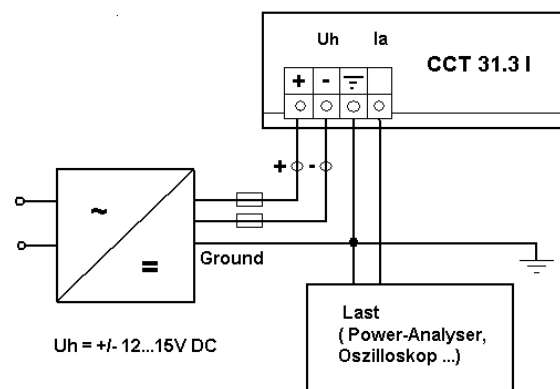 Uh Ia
CCT 31.3 I
+ -
+ -
~
=
Ground
Uh = +/- 12...15V DC
Last
( Power-Analyser,
Oszilloskop ...)